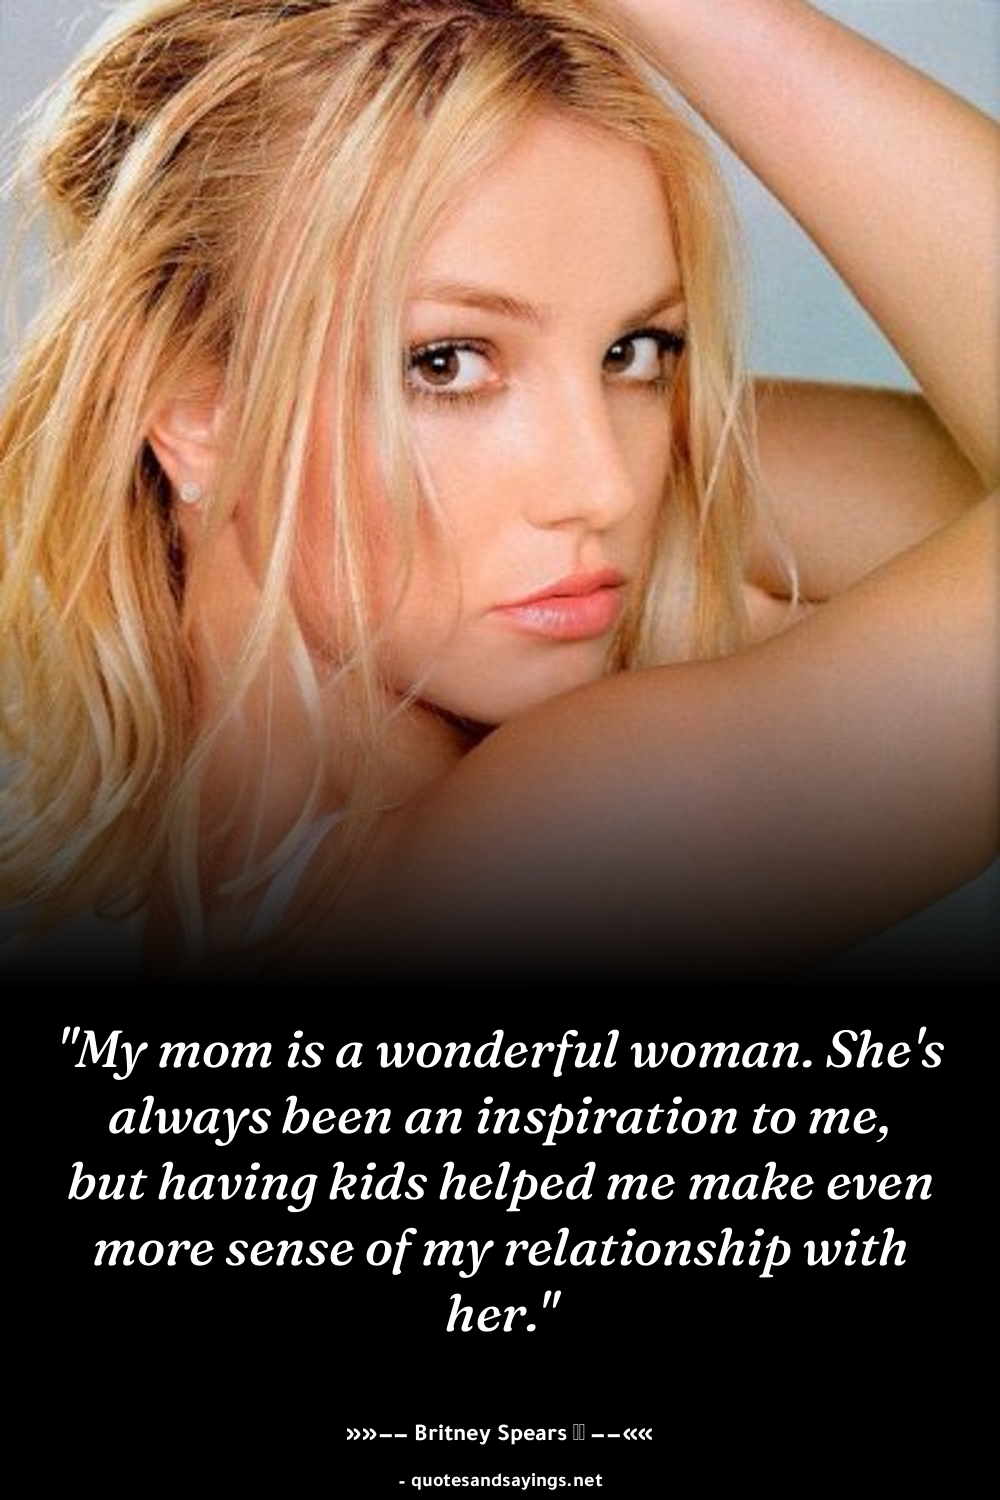 "My mom is a wonderful woman. She's
always been an inspiration to me,
but having kids helped me make even
more sense of my relationship with
her."
»»–– Britney Spears ––««
- quotesandsayings.net